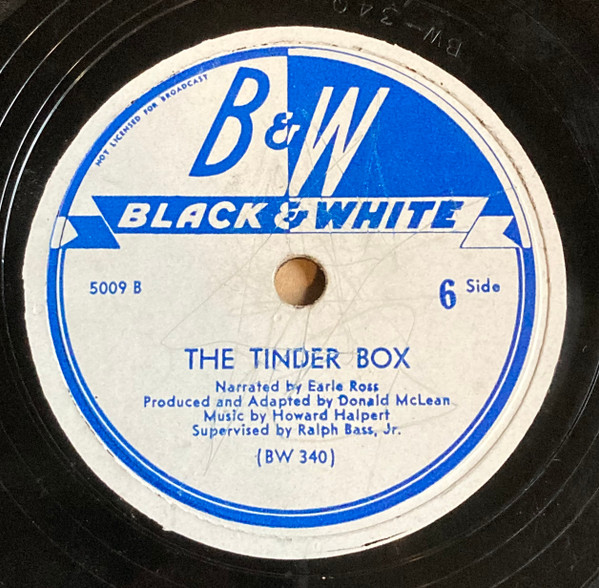 BW-340
NOT LICENSED FOR BROADCAST
B&W
BLACK & WHITE
5009 B
6 Side
THE TINDER BOX
Narrated by Earle Ross
Produced and Adapted by Donald McLean
Music by Howard Halpert
Supervised by Ralph Bass, Jr.
(BW 340)